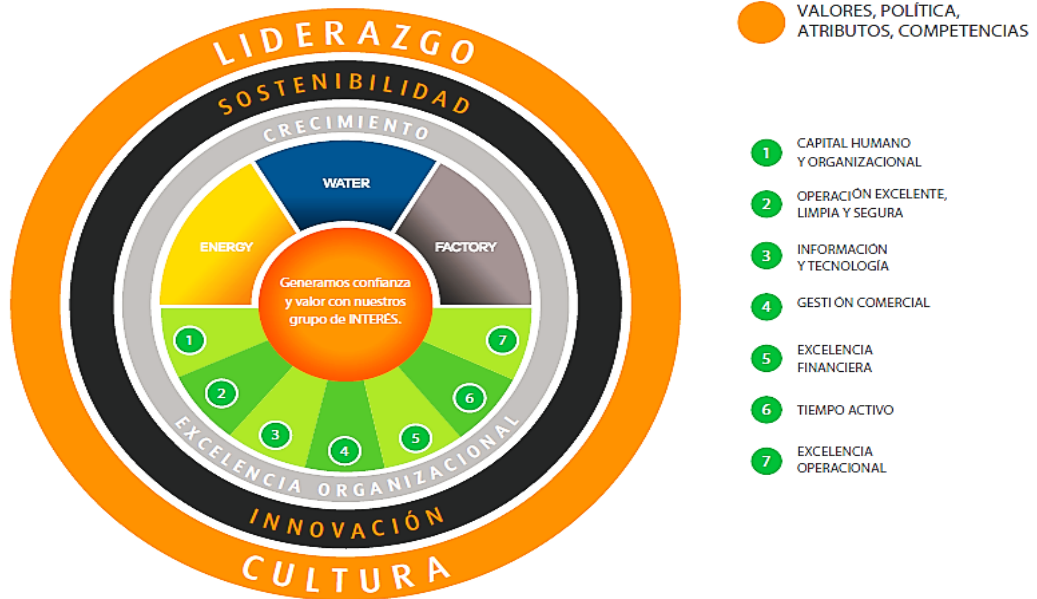 LIDERAZGO
SOSTENIBILIDAD
CRECIMIENTO
WATER
ENERGY
FACTORY
Generamos confianza
y valor con nuestros
grupo de INTERÉS.
1
2
3
4
5
6
7
EXCELENCIA ORGANIZACIONAL
INNOVACIÓN
CULTURA
VALORES, POLÍTICA,
ATRIBUTOS, COMPETENCIAS
1 CAPITAL HUMANO
Y ORGANIZACIONAL
2 OPERACIÓN EXCELENTE,
LIMPIA Y SEGURA
3 INFORMACIÓN
Y TECNOLOGÍA
4 GESTIÓN COMERCIAL
5 EXCELENCIA
FINANCIERA
6 TIEMPO ACTIVO
7 EXCELENCIA
OPERACIONAL